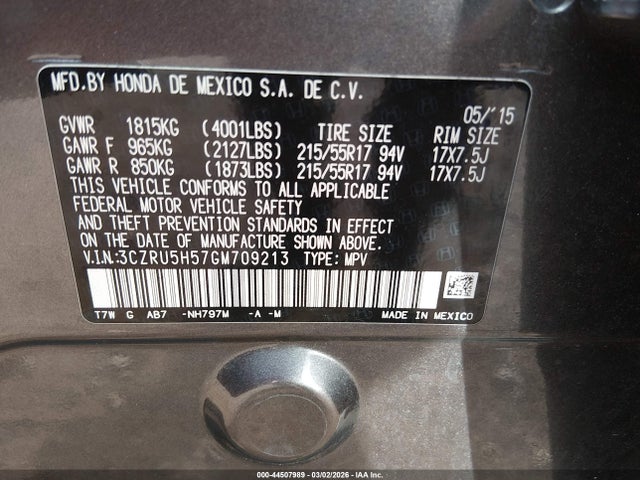 MFD.BY HONDA DE MEXICO S.A. DE C.V.
05/'15
GVWR 1815KG (4001LBS) TIRE SIZE RIM SIZE
GAWR F 965KG (2127LBS) 215/55R17 94V 17X7.5J
GAWR R 850KG (1873LBS) 215/55R17 94V 17X7.5J
THIS VEHICLE CONFORMS TO ALL APPLICABLE
FEDERAL MOTOR VEHICLE SAFETY
AND THEFT PREVENTION STANDARDS IN EFFECT
ON THE DATE OF MANUFACTURE SHOWN ABOVE.
V.I.N.:3CZRU5H57GM709213 TYPE: MPV
T7W G AB7 -NH797M -A -M MADE IN MEXICO
000-44507989 - 03/02/2026 - IAA Inc.